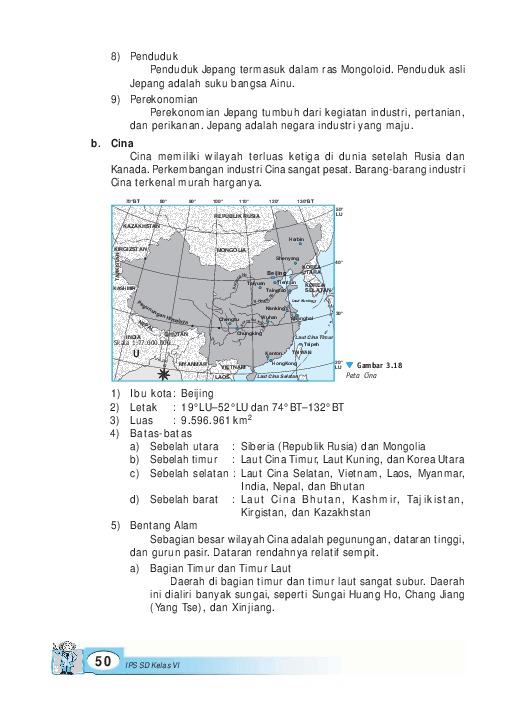 8) Penduduk
Penduduk Jepang termasuk dalam ras Mongoloid. Penduduk asli
Jepang adalah suku bangsa Ainu.
9) Perekonomian
Perekonomian Jepang tumbuh dari kegiatan industri, pertanian,
dan perikanan. Jepang adalah negara industri yang maju.
b. Cina
Cina memiliki wilayah terluas ketiga di dunia setelah Rusia dan
Kanada. Perkembangan industri Cina sangat pesat. Barang-barang industri
Cina terkenal murah harganya.
70°BT 80° 90° 100° 110° 120° 130°BT
50°
LU
REPUBLIK RUSIA
KAZAKHSTAN
Harbin
KIRGIZSTAN
MONGOLIA
Shenyang
TAJIKISTAN
40°
Beijing
KOREA
UTARA
Tientsin
KASHMIR
Taiyuan
Tsingtao
KOREA
SELATAN
Laut Kuning
Pegunungan Himalaya
Nanking
30°
NEPAL
Chengtu
Wuhan
Shanghai
BHUTAN
Chungking
INDIA
Skala 1:77.000.000
Laut Cina Timur
Taipeh
U
Kanton
TAIWAN
MYANMAR
VIETNAM
HongKong
20°
LU
LAOS
Laut Cina Selatan
Gambar 3.18
Peta Cina
1) Ibu kota : Beijing
2) Letak : 19°LU–52°LU dan 74°BT–132°BT
3) Luas : 9.596.961 km²
4) Batas-batas
a) Sebelah utara : Siberia (Republik Rusia) dan Mongolia
b) Sebelah timur : Laut Cina Timur, Laut Kuning, dan Korea Utara
c) Sebelah selatan : Laut Cina Selatan, Vietnam, Laos, Myanmar,
India, Nepal, dan Bhutan
d) Sebelah barat : Laut Cina Bhutan, Kashmir, Tajikistan,
Kirgistan, dan Kazakhstan
5) Bentang Alam
Sebagian besar wilayah Cina adalah pegunungan, dataran tinggi,
dan gurun pasir. Dataran rendahnya relatif sempit.
a) Bagian Timur dan Timur Laut
Daerah di bagian timur dan timur laut sangat subur. Daerah
ini dialiri banyak sungai, seperti Sungai Huang Ho, Chang Jiang
(Yang Tse), dan Xinjiang.
50 IPS SD Kelas VI